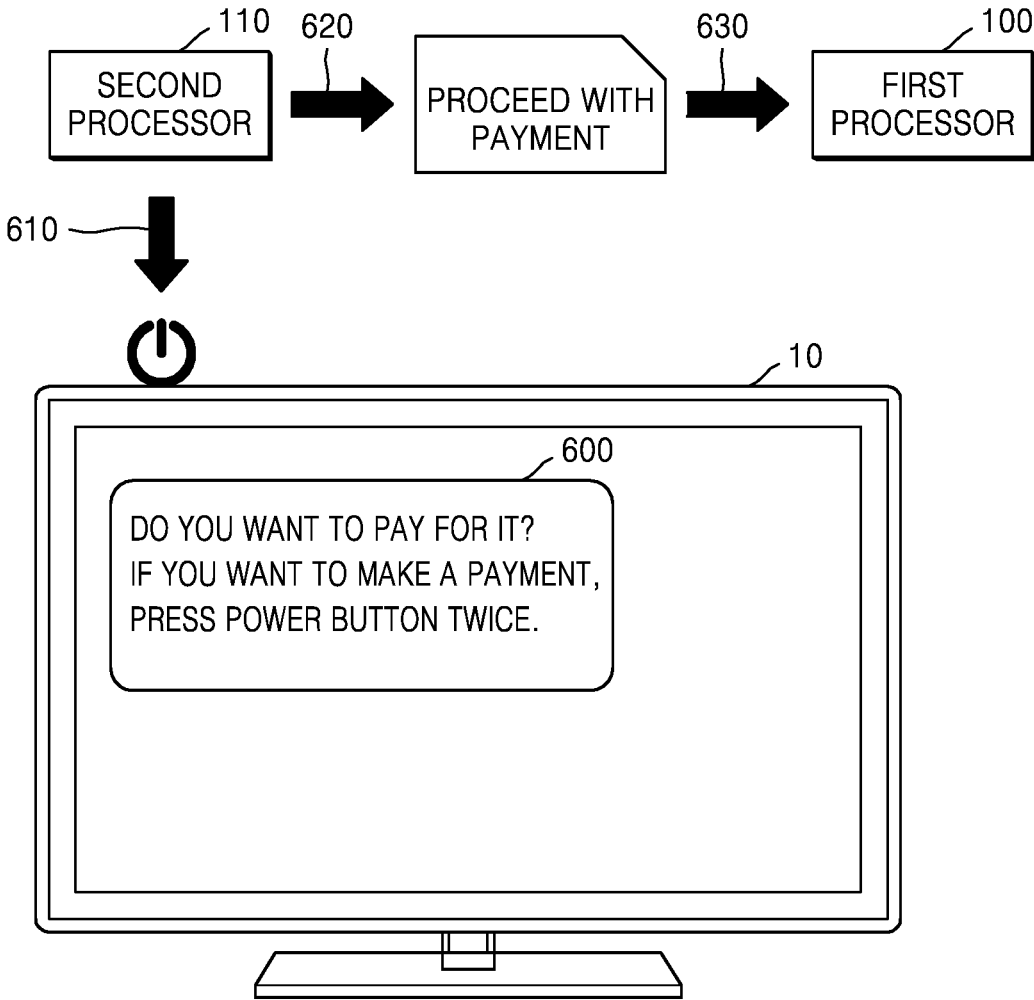 110
620
630
100
SECOND
PROCESSOR
PROCEED WITH
PAYMENT
FIRST
PROCESSOR
610
10
600
DO YOU WANT TO PAY FOR IT?
IF YOU WANT TO MAKE A PAYMENT,
PRESS POWER BUTTON TWICE.